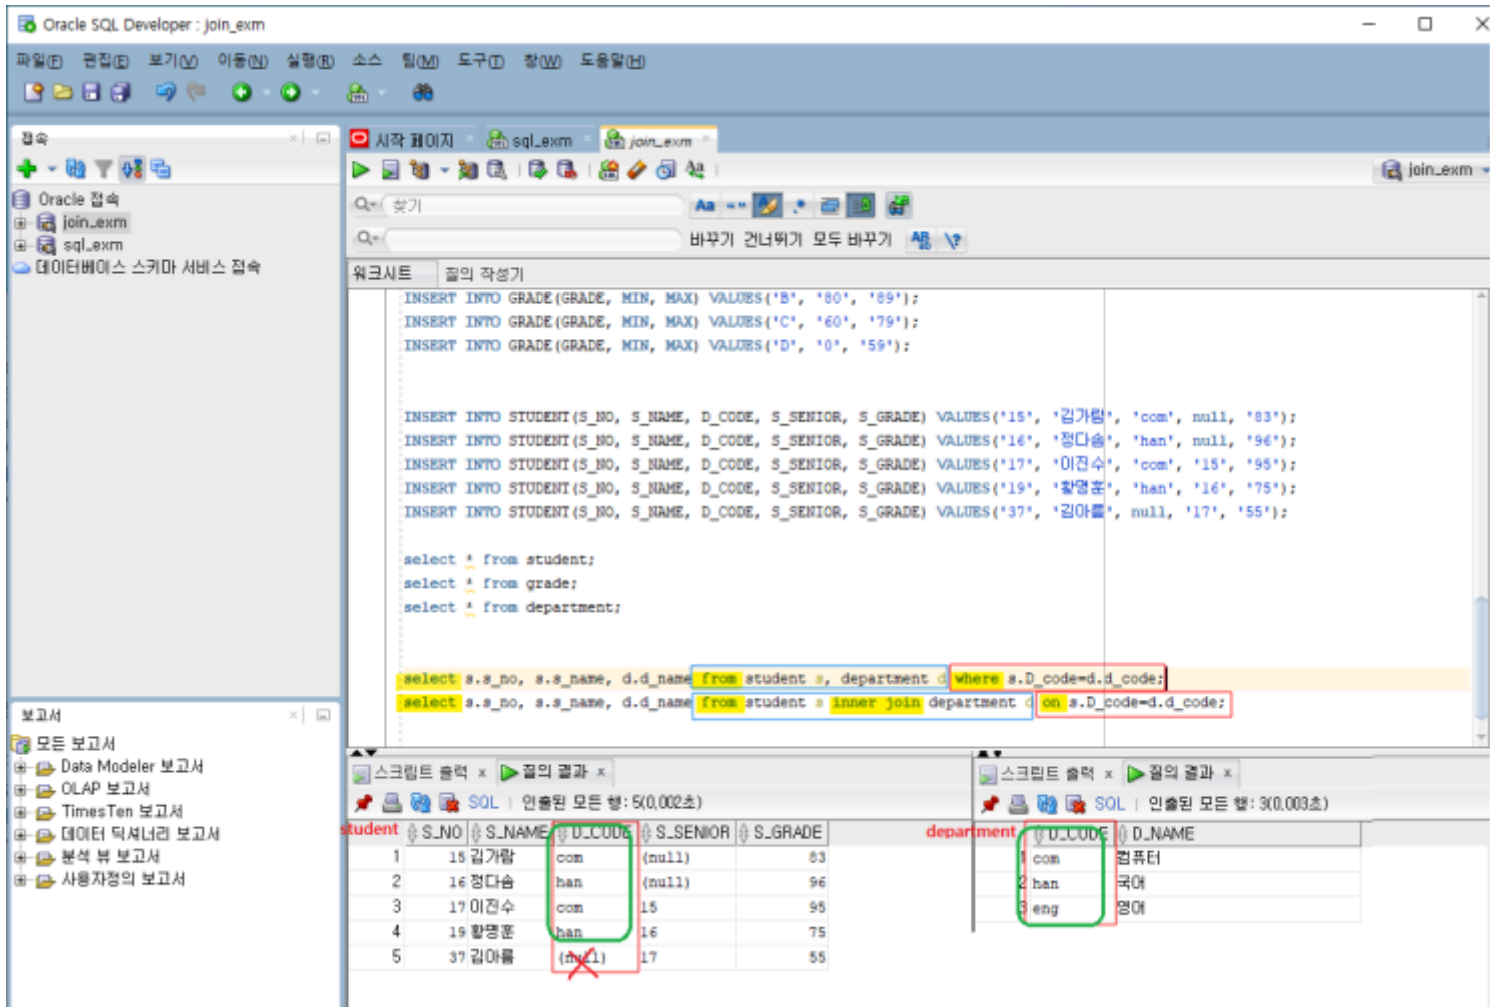 Oracle SQL Developer : join_exm
파일(F) 편집(E) 보기(V) 이동(N) 실행(R) 소스 팀(M) 도구(T) 창(W) 도움말(H)
접속
시작 페이지 sql_exm join_exm
join_exm
Oracle 접속
join_exm
sql_exm
데이터베이스 스키마 서비스 접속
찾기
바꾸기 건너뛰기 모두 바꾸기
워크시트 질의 작성기
INSERT INTO GRADE(GRADE, MIN, MAX) VALUES('B', '80', '89');
INSERT INTO GRADE(GRADE, MIN, MAX) VALUES('C', '60', '79');
INSERT INTO GRADE(GRADE, MIN, MAX) VALUES('D', '0', '59');
INSERT INTO STUDENT(S_NO, S_NAME, D_CODE, S_SENIOR, S_GRADE) VALUES('15', '김가람', 'com', null, '83');
INSERT INTO STUDENT(S_NO, S_NAME, D_CODE, S_SENIOR, S_GRADE) VALUES('16', '정다솜', 'han', null, '96');
INSERT INTO STUDENT(S_NO, S_NAME, D_CODE, S_SENIOR, S_GRADE) VALUES('17', '이진수', 'com', '15', '95');
INSERT INTO STUDENT(S_NO, S_NAME, D_CODE, S_SENIOR, S_GRADE) VALUES('19', '황명훈', 'han', '16', '75');
INSERT INTO STUDENT(S_NO, S_NAME, D_CODE, S_SENIOR, S_GRADE) VALUES('37', '김아름', null, '17', '55');
select * from student;
select * from grade;
select * from department;
select s.s_no, s.s_name, d.d_name from student s, department d where s.D_code=d.d_code;
select s.s_no, s.s_name, d.d_name from student s inner join department d on s.D_code=d.d_code;
보고서
모든 보고서
Data Modeler 보고서
OLAP 보고서
TimesTen 보고서
데이터 딕셔너리 보고서
분석 뷰 보고서
사용자정의 보고서
스크립트 출력 질의 결과
SQL | 인출된 모든 행: 5(0,002초)
student S_NO S_NAME D_CODE S_SENIOR S_GRADE
1 15 김가람 com (null) 83
2 16 정다솜 han (null) 96
3 17 이진수 com 15 95
4 19 황명훈 han 16 75
5 37 김아름 (null) 17 55
스크립트 출력 질의 결과
SQL | 인출된 모든 행: 3(0,003초)
department D_CODE D_NAME
1 com 컴퓨터
2 han 국어
3 eng 영어